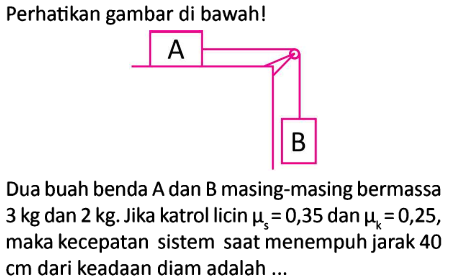 Perhatikan gambar di bawah!
A
B
Dua buah benda A dan B masing-masing bermassa
3 kg dan 2 kg. Jika katrol licin μₛ = 0,35 dan μₖ = 0,25,
maka kecepatan sistem saat menempuh jarak 40
cm dari keadaan diam adalah ...